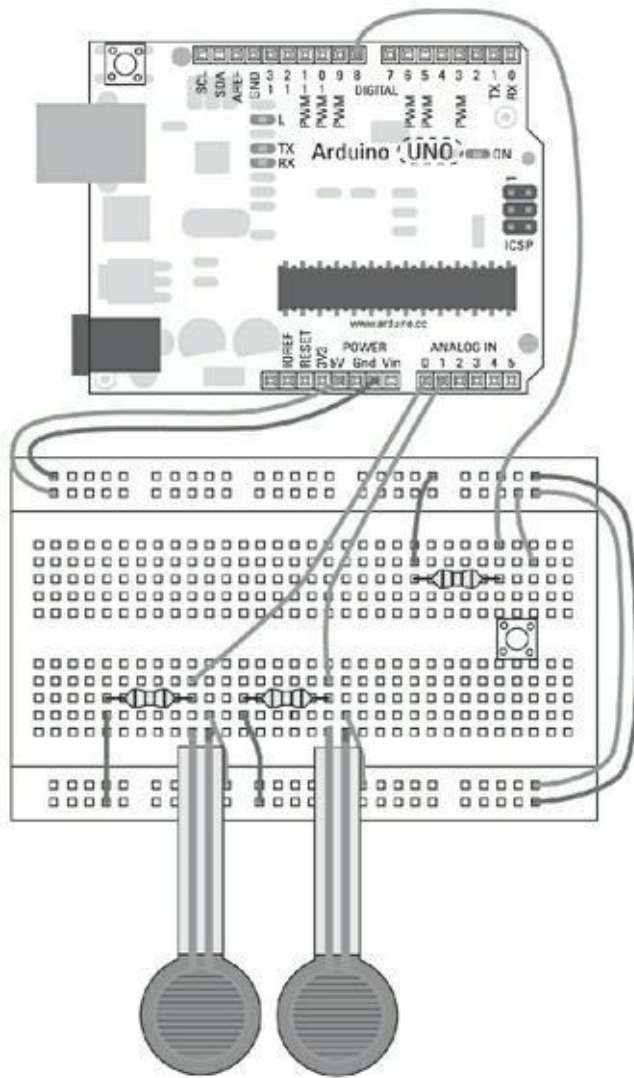 SCL
SDA
AREF
GND
13
12
11
10
9
8
7
6
5
4
3
2
1
0
PWM
PWM
PWM
DIGITAL
PWM
PWM
PWM
TX
RX
L
TX
RX
Arduino UNO
ON
1
ICSP
www.arduino.cc
POWER
ANALOG IN
IOREF
RESET
3V3
5V
Gnd
Vin
0
1
2
3
4
5